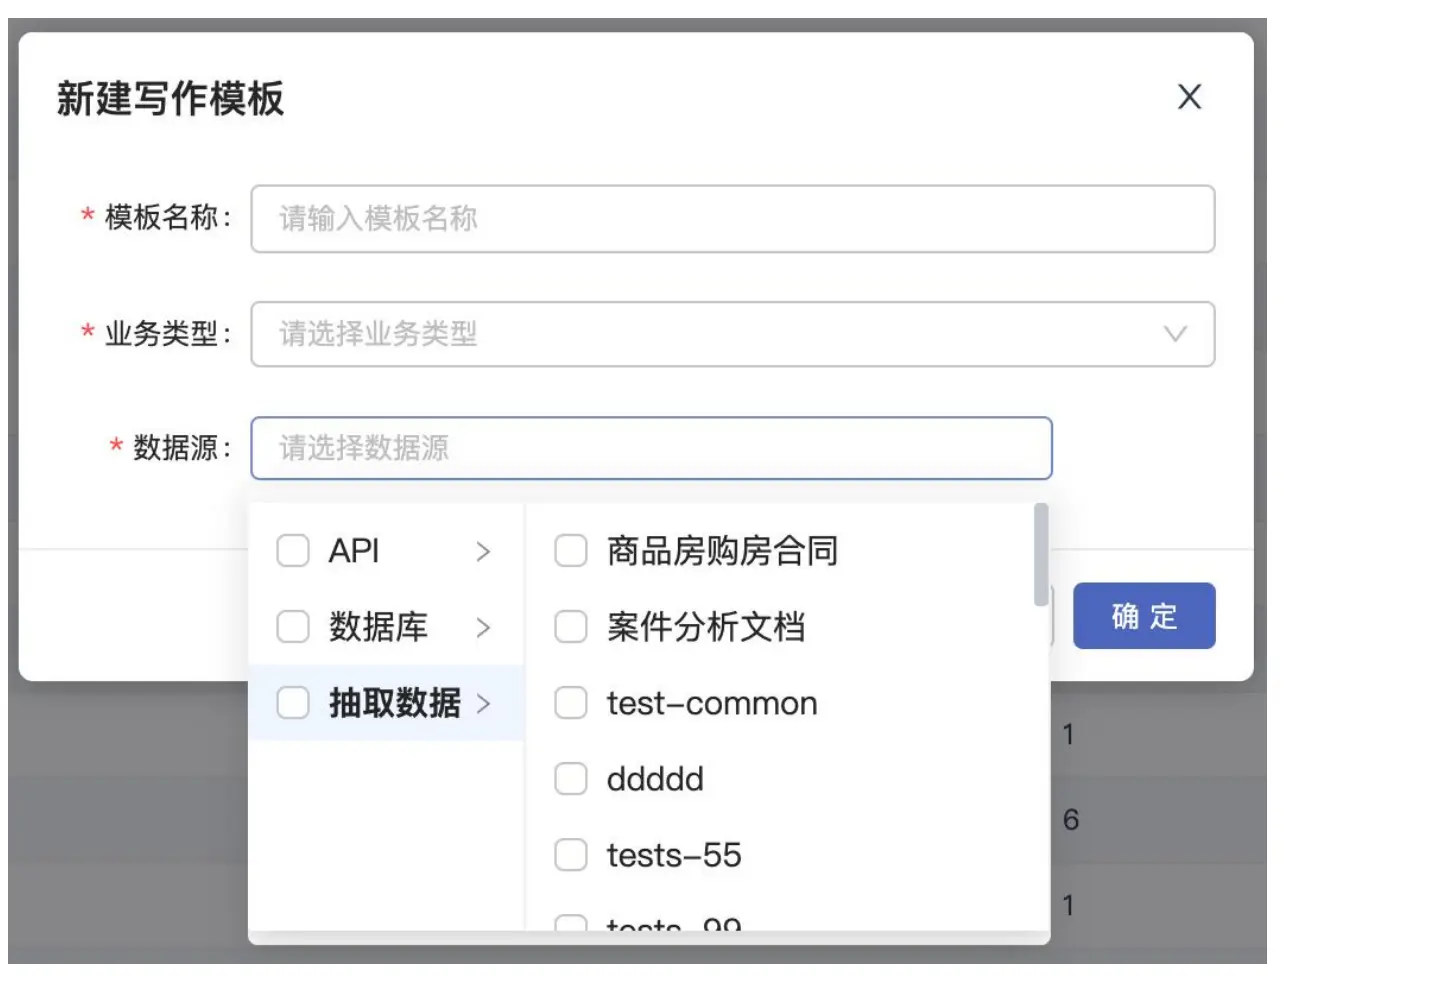 新建写作模板
* 模板名称:
请输入模板名称
* 业务类型:
请选择业务类型
* 数据源:
请选择数据源
API
数据库
抽取数据
商品房购房合同
案件分析文档
test-common
ddddd
tests-55
tests-99
确 定
1
6
1